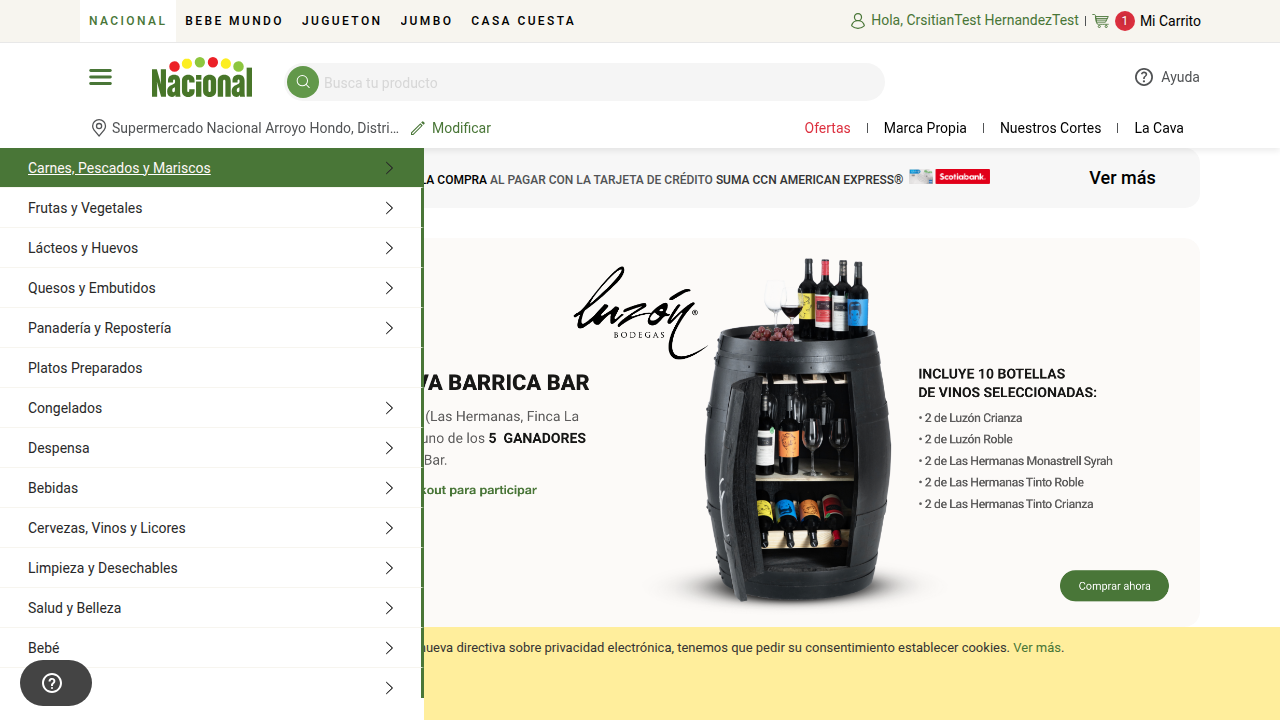 NACIONAL BEBE MUNDO JUGUETON JUMBO CASA CUESTA
Hola, CrsitianTest HernandezTest 1 Mi Carrito
Nacional
Busca tu producto
Ayuda
Supermercado Nacional Arroyo Hondo, Distri... Modificar
Ofertas Marca Propia Nuestros Cortes La Cava
Carnes, Pescados y Mariscos
Frutas y Vegetales
Lácteos y Huevos
Quesos y Embutidos
Panadería y Repostería
Platos Preparados
Congelados
Despensa
Bebidas
Cervezas, Vinos y Licores
Limpieza y Desechables
Salud y Belleza
Bebé
LA COMPRA AL PAGAR CON LA TARJETA DE CRÉDITO SUMA CCN AMERICAN EXPRESS® Scotiabank.
Ver más
luzón®
BODEGAS
VA BARRICA BAR
(Las Hermanas, Finca La
uno de los 5 GANADORES
Bar.
kout para participar
INCLUYE 10 BOTELLAS
DE VINOS SELECCIONADAS:
• 2 de Luzón Crianza
• 2 de Luzón Roble
• 2 de Las Hermanas Monastrell Syrah
• 2 de Las Hermanas Tinto Roble
• 2 de Las Hermanas Tinto Crianza
Comprar ahora
nueva directiva sobre privacidad electrónica, tenemos que pedir su consentimiento establecer cookies. Ver más.